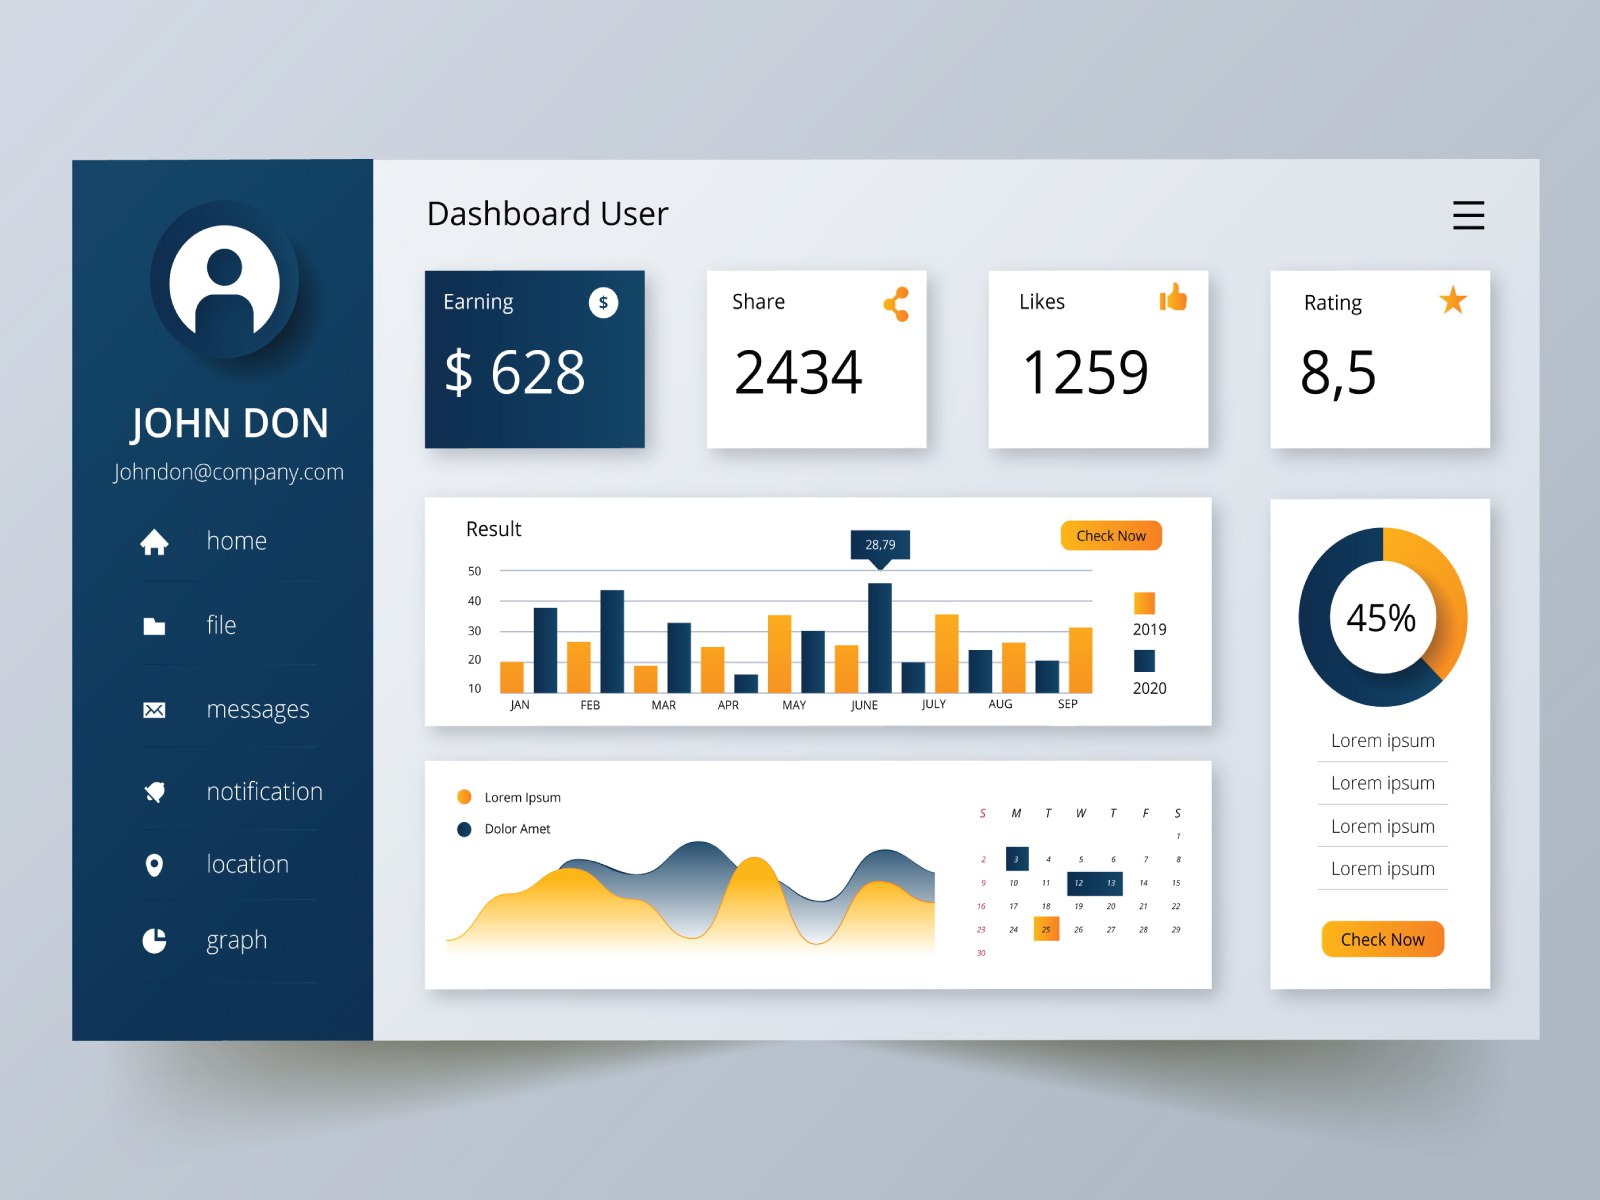 JOHN DON
Johndon@company.com
home
file
messages
notification
location
graph
Dashboard User
Earning
$
$ 628
Share
2434
Likes
1259
Rating
8,5
Result
28,79
Check Now
50
40
30
20
10
JAN FEB MAR APR MAY JUNE JULY AUG SEP
2019
2020
45%
Lorem ipsum
Lorem ipsum
Lorem ipsum
Lorem ipsum
Check Now
Lorem Ipsum
Dolor Amet
S M T W T F S
1
2 3 4 5 6 7 8
9 10 11 12 13 14 15
16 17 18 19 20 21 22
23 24 25 26 27 28 29
30